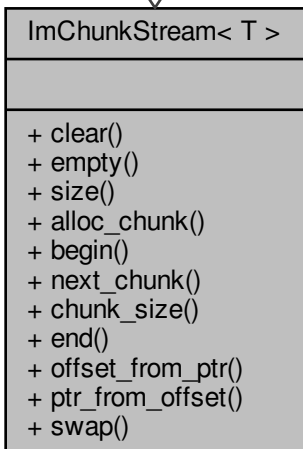 ImChunkStream< T >
+ clear()
+ empty()
+ size()
+ alloc_chunk()
+ begin()
+ next_chunk()
+ chunk_size()
+ end()
+ offset_from_ptr()
+ ptr_from_offset()
+ swap()